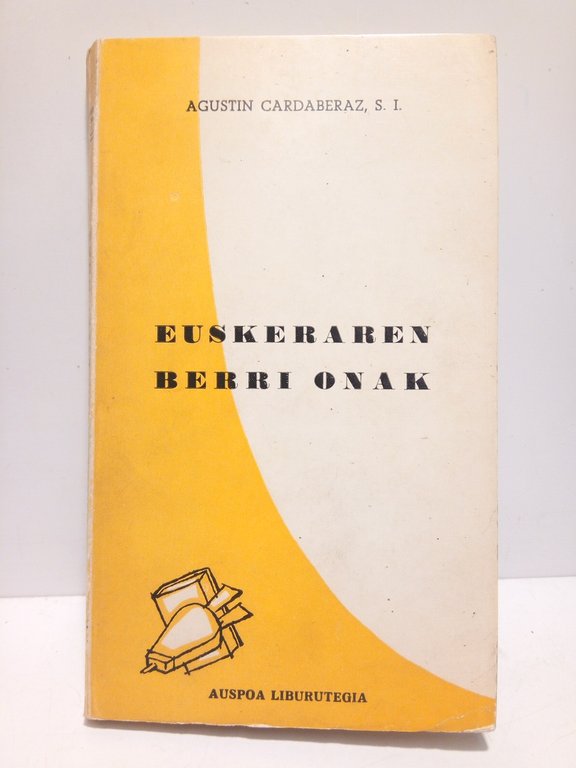 AGUSTIN CARDABERAZ, S. I.
EUSKERAREN
BERRI ONAK
AUSPOA LIBURUTEGIA